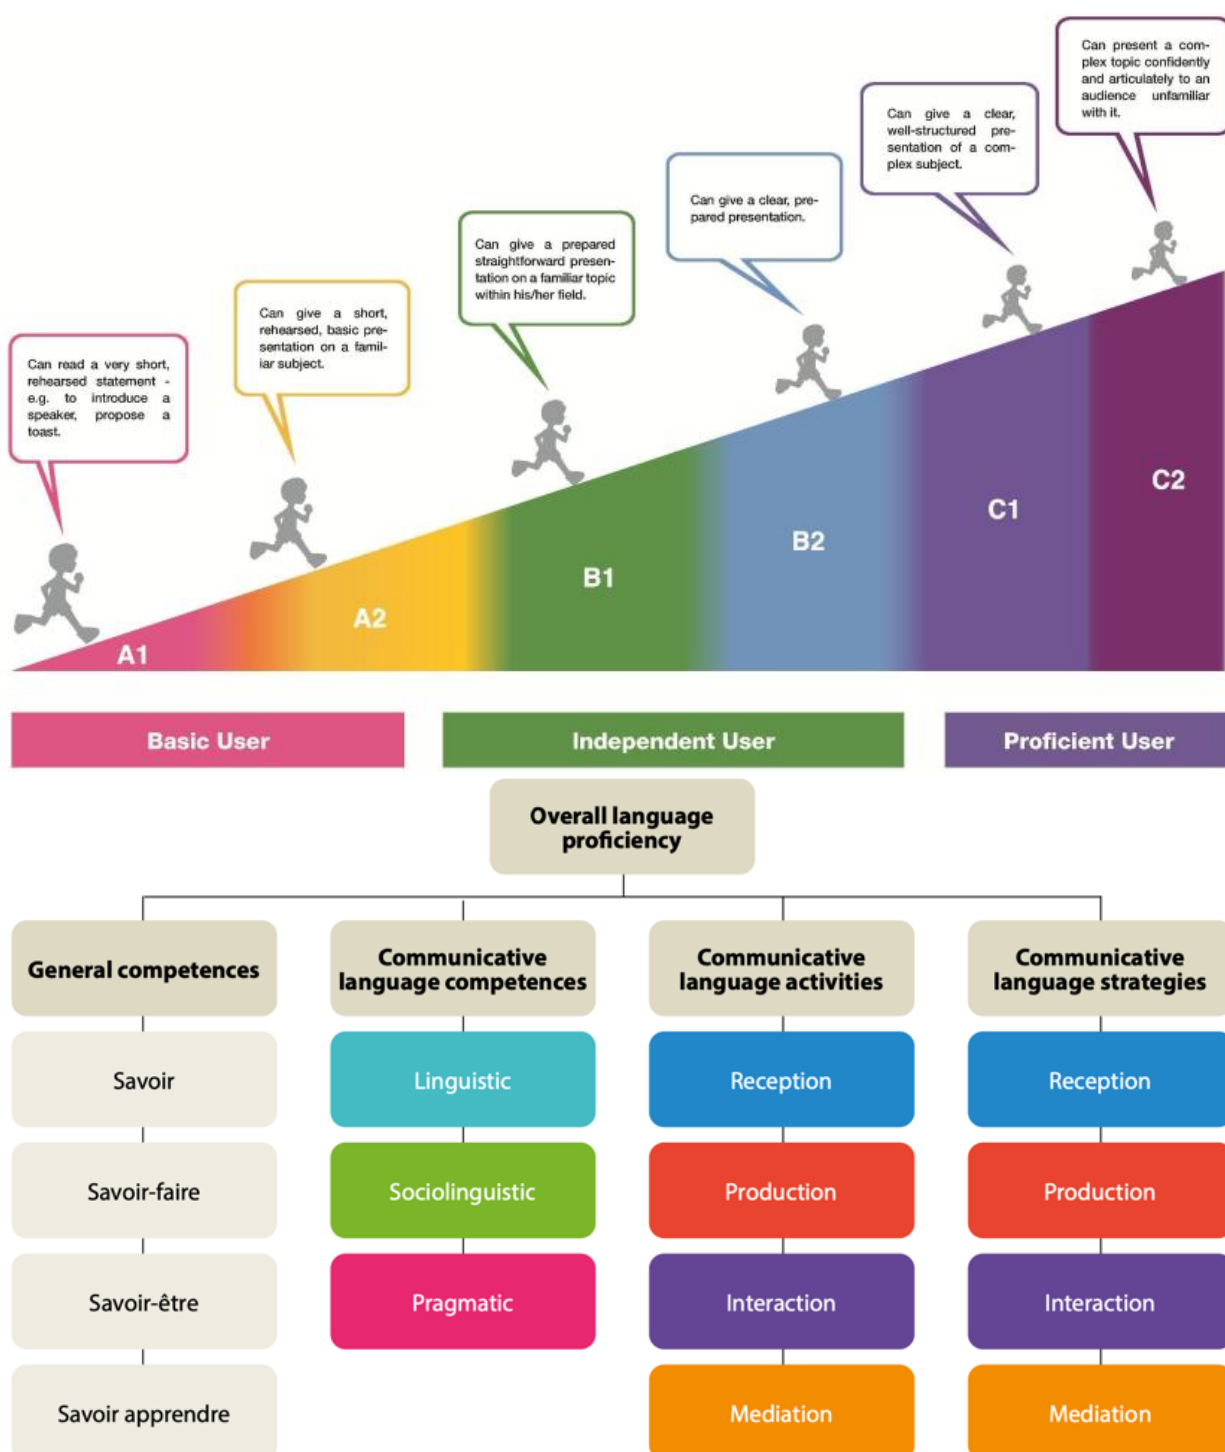 Can present a com-
plex topic confidently
and articulately to an
audience unfamiliar
with it.
Can give a clear,
well-structured pre-
sentation of a com-
plex subject.
Can give a clear, pre-
pared presentation.
Can give a prepared
straightforward presen-
tation on a familiar topic
within his/her field.
Can give a short,
rehearsed, basic pre-
sentation on a famil-
iar subject.
Can read a very short,
rehearsed statement -
e.g. to introduce a
speaker, propose a
toast.
A1
A2
B1
B2
C1
C2
Basic User
Independent User
Proficient User
Overall language
proficiency
General competences
Savoir
Savoir-faire
Savoir-être
Savoir apprendre
Communicative
language competences
Linguistic
Sociolinguistic
Pragmatic
Communicative
language activities
Reception
Production
Interaction
Mediation
Communicative
language strategies
Reception
Production
Interaction
Mediation